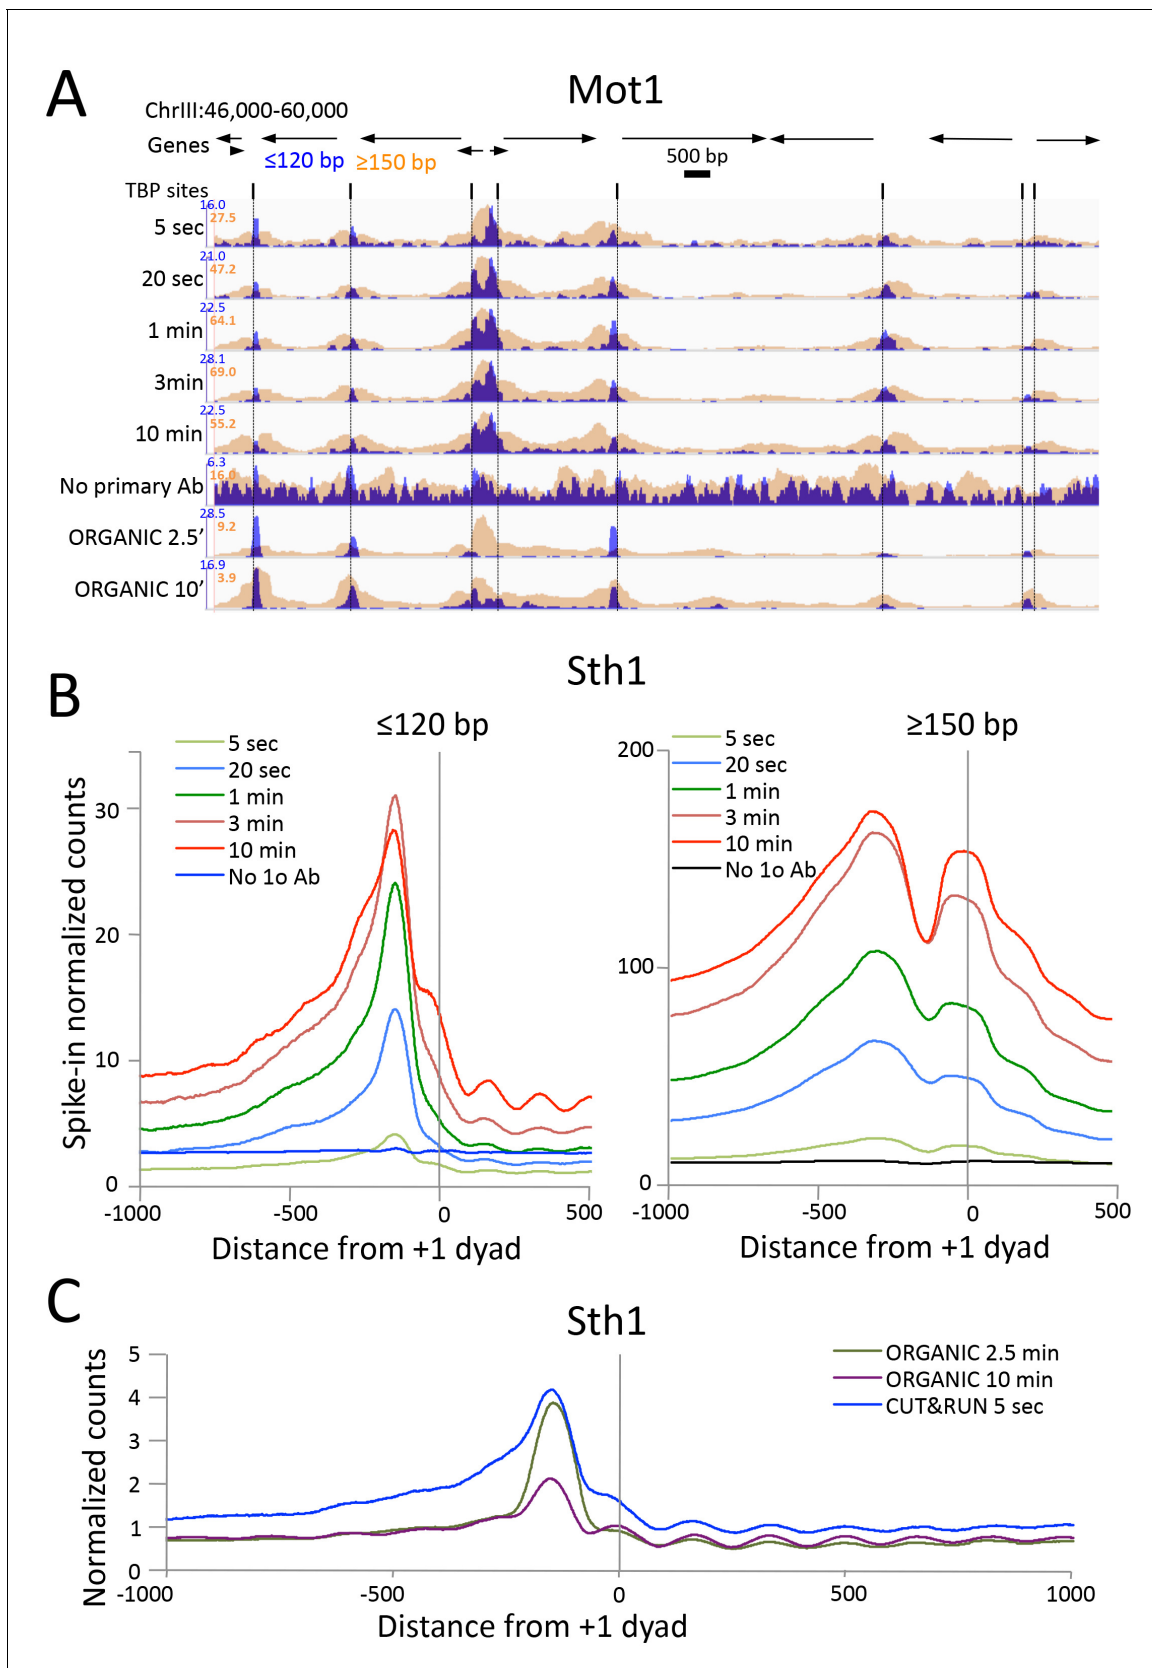 A
Mot1
ChrIII:46,000-60,000
Genes
≤120 bp ≥150 bp
500 bp
TBP sites
16.0
27.5
5 sec
21.0
47.2
20 sec
22.5
64.1
1 min
28.1
69.0
3min
22.5
55.2
10 min
6.3
16.0
No primary Ab
28.5
9.2
ORGANIC 2.5’
16.9
3.9
ORGANIC 10’
Sth1
B
≤120 bp
5 sec
20 sec
1 min
3 min
10 min
No 1o Ab
Spike-in normalized counts
30
20
10
0
-1000 -500 0 500
Distance from +1 dyad
≥150 bp
5 sec
20 sec
1 min
3 min
10 min
No 1o Ab
200
100
0
-1000 -500 0 500
Distance from +1 dyad
C
Sth1
ORGANIC 2.5 min
ORGANIC 10 min
CUT&RUN 5 sec
Normalized counts
5
4
3
2
1
0
-1000 -500 0 500 1000
Distance from +1 dyad